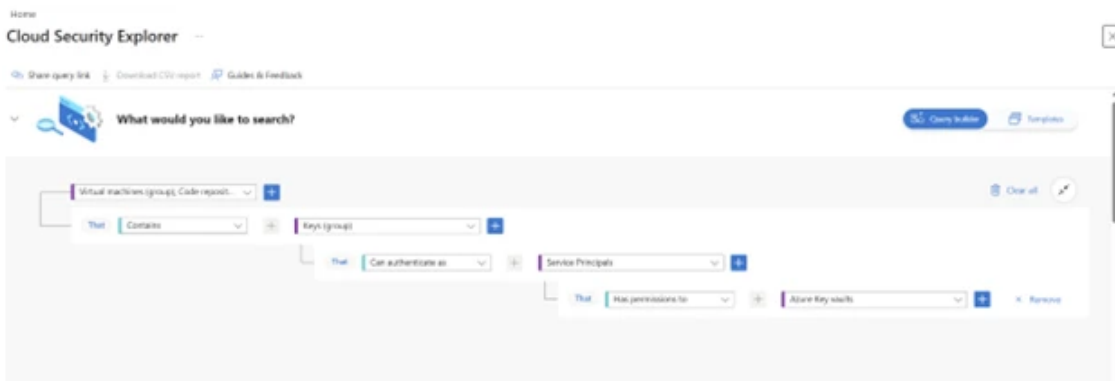 Home
Cloud Security Explorer ...
Share query link Download CSV report Guides & Feedback
What would you like to search?
Query builder Templates
Virtual machines (group), Code reposit...
Clear all
That Contains Keys (group)
That Can authenticate as Service Principals
That Has permissions to Azure Key vaults Remove